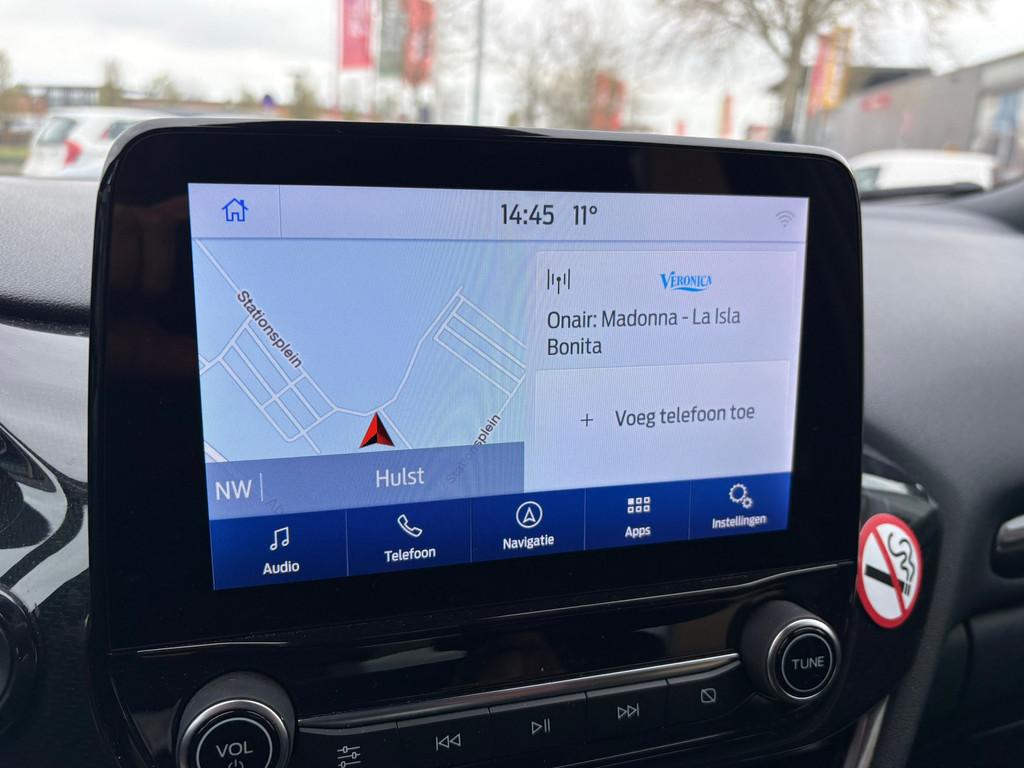 14:45 11°
Stationsplein
VERONICA
Onair: Madonna - La Isla
Bonita
+ Voeg telefoon toe
splein
NW
Hulst
Audio
Telefoon
Navigatie
Apps
Instellingen
VOL
TUNE